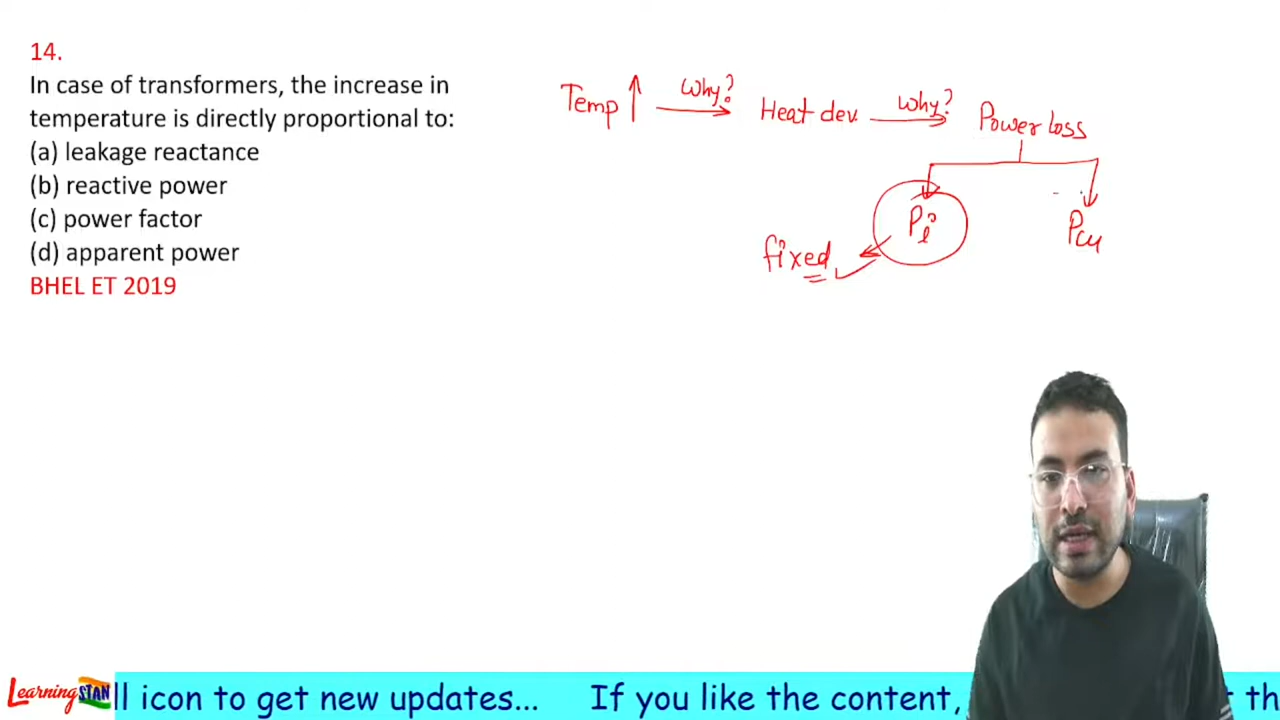 14.
In case of transformers, the increase in
temperature is directly proportional to:
(a) leakage reactance
(b) reactive power
(c) power factor
(d) apparent power
BHEL ET 2019
Temp ↑ Why? Heat dev. Why? Power loss
Pi Pcu
fixed
LearningSTAN ll icon to get new updates... If you like the content, t th